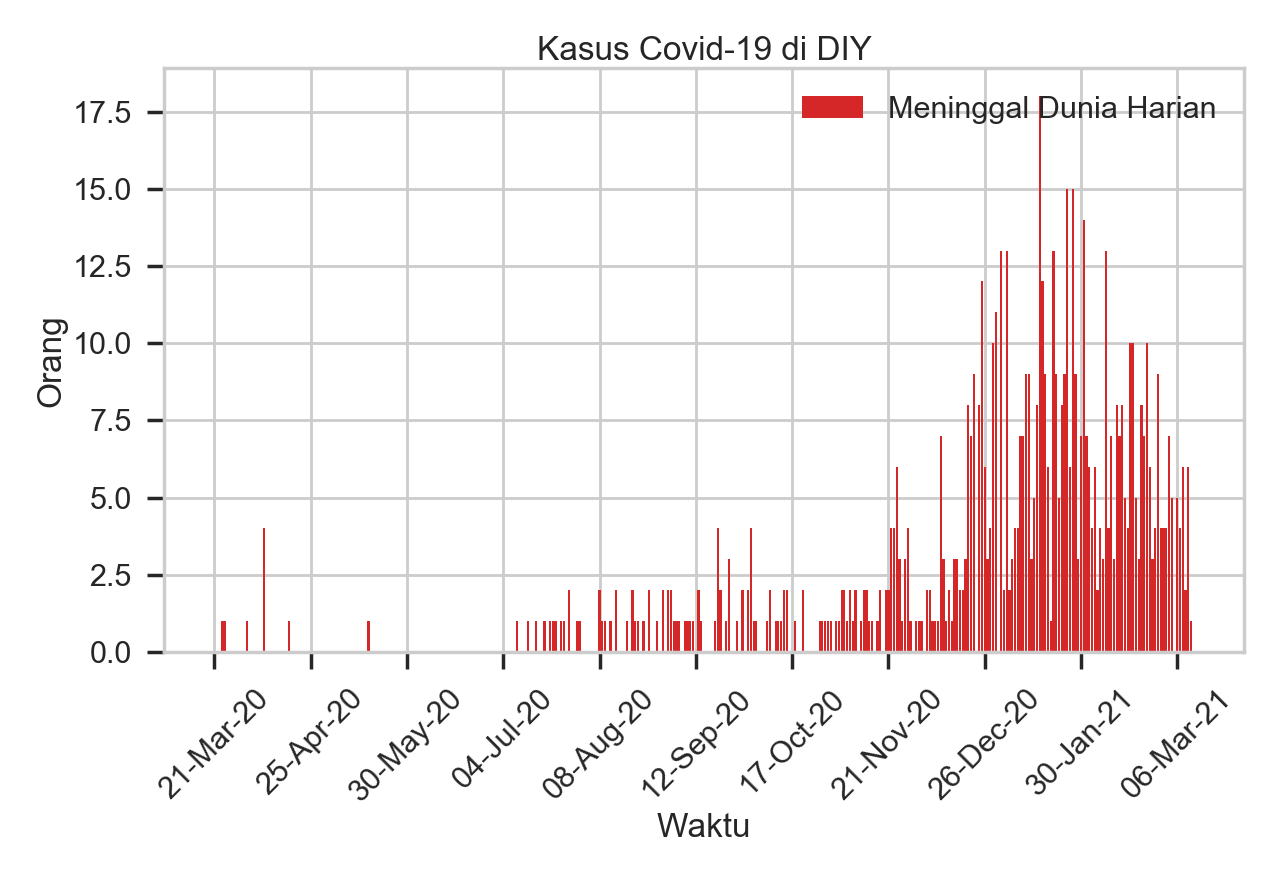 Kasus Covid-19 di DIY
Meninggal Dunia Harian
Orang
17.5
15.0
12.5
10.0
7.5
5.0
2.5
0.0
21-Mar-20
25-Apr-20
30-May-20
04-Jul-20
08-Aug-20
12-Sep-20
17-Oct-20
21-Nov-20
26-Dec-20
30-Jan-21
06-Mar-21
Waktu